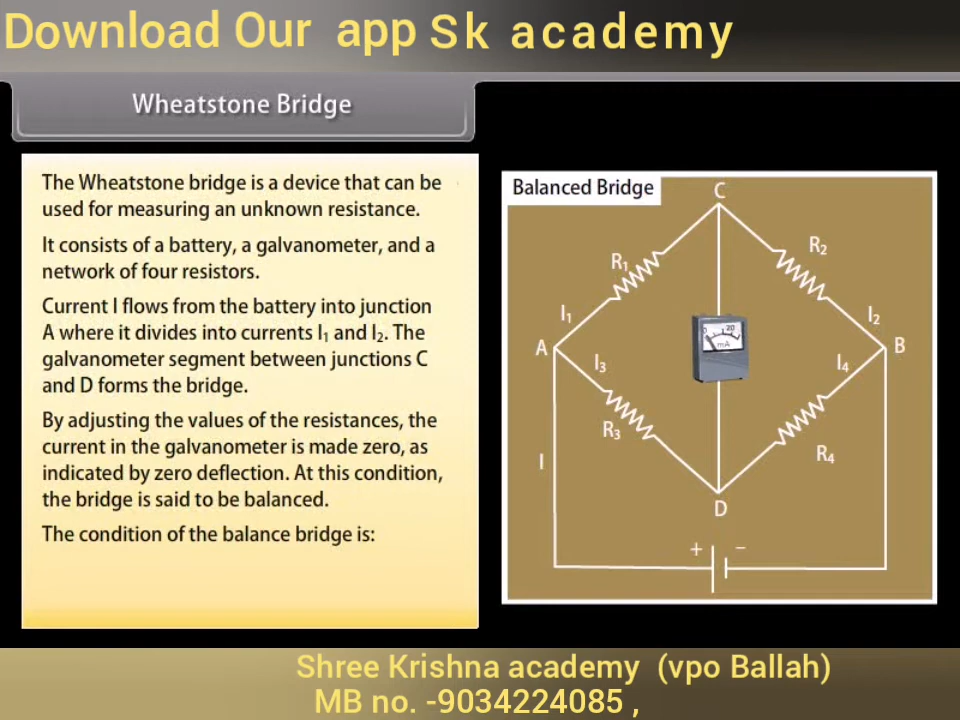 Download Our app Sk academy
Wheatstone Bridge
The Wheatstone bridge is a device that can be
used for measuring an unknown resistance.
It consists of a battery, a galvanometer, and a
network of four resistors.
Current I flows from the battery into junction
A where it divides into currents I₁ and I₂. The
galvanometer segment between junctions C
and D forms the bridge.
By adjusting the values of the resistances, the
current in the galvanometer is made zero, as
indicated by zero deflection. At this condition,
the bridge is said to be balanced.
The condition of the balance bridge is:
Balanced Bridge
C
R₁
R₂
I₁
I₂
0 20
mA
A
B
I₃
I₄
R₃
R₄
I
D
+ −
Shree Krishna academy (vpo Ballah)
MB no. -9034224085 ,